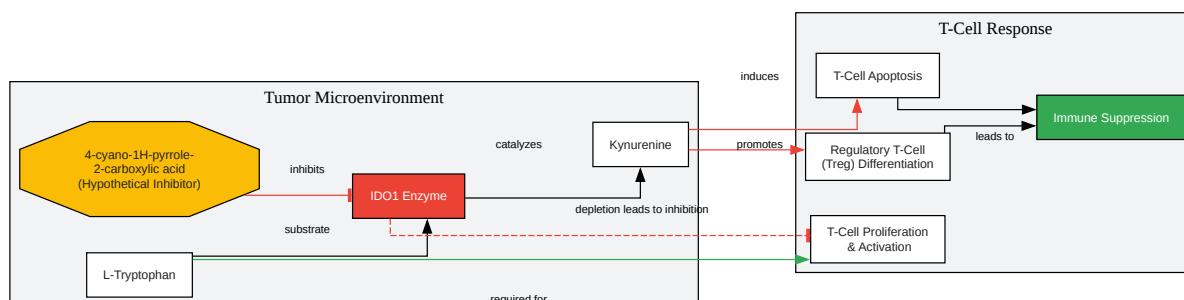 T-Cell Response
induces
T-Cell Apoptosis
Tumor Microenvironment
Immune Suppression
catalyzes
Kynurenine
promotes
Regulatory T-Cell
(Treg) Differentiation
leads to
4-cyano-1H-pyrrole-
2-carboxylic acid
(Hypothetical Inhibitor)
inhibits
IDO1 Enzyme
depletion leads to inhibition
substrate
T-Cell Proliferation
& Activation
L-Tryptophan
required for